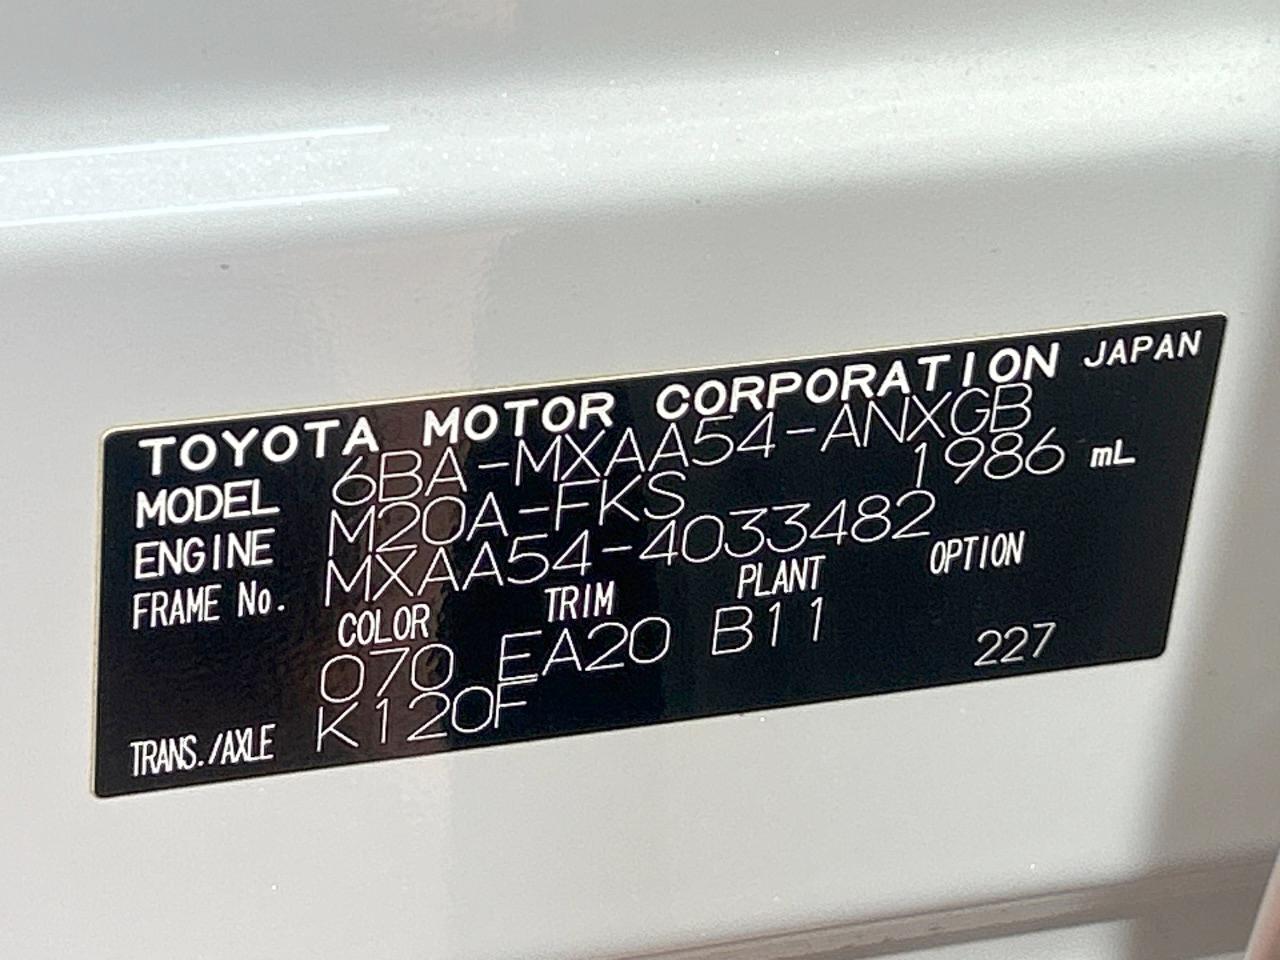 TOYOTA MOTOR CORPORATION JAPAN
MODEL 6BA-MXAA54-ANXGB
ENGINE M20A-FKS 1986 mL
FRAME No. MXAA54-4033482
COLOR TRIM PLANT OPTION
070 EA20 B11 227
TRANS./AXLE K120F